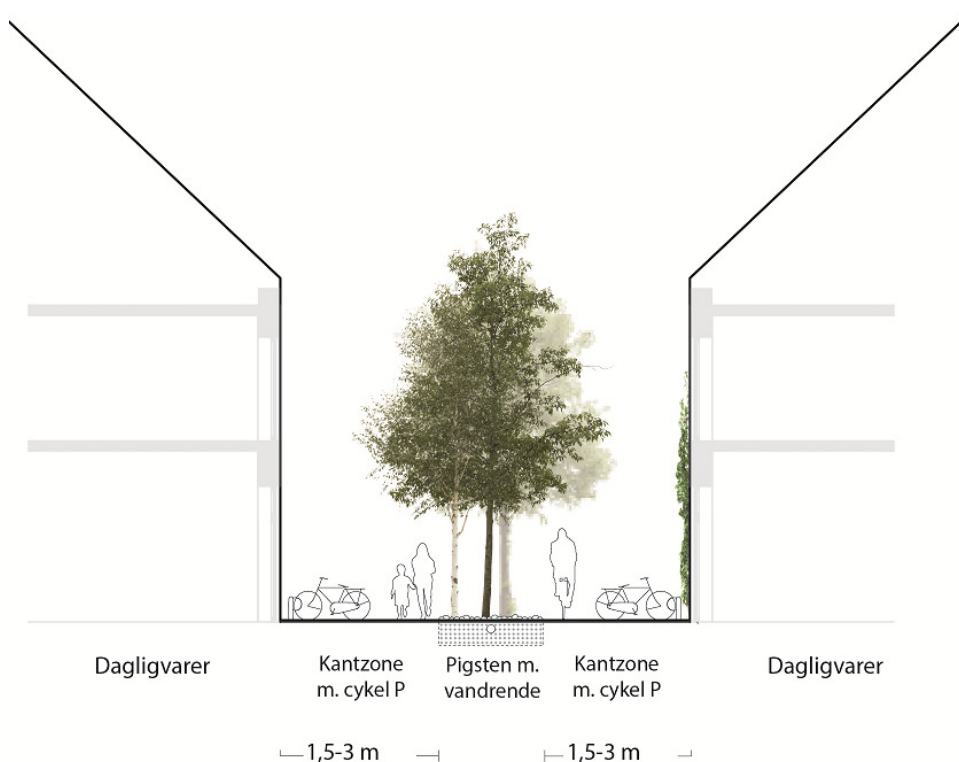 Dagligvarer
Kantzone
m. cykel P
Pigsten m.
vandrende
Kantzone
m. cykel P
Dagligvarer
1,5-3 m
1,5-3 m